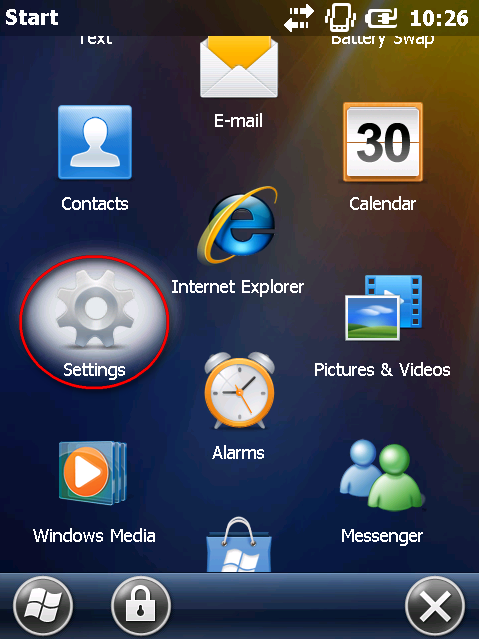 Start 10:26
Text
Battery Swap
E-mail
Contacts
30
Calendar
Internet Explorer
Settings
Pictures & Videos
Alarms
Windows Media
Messenger